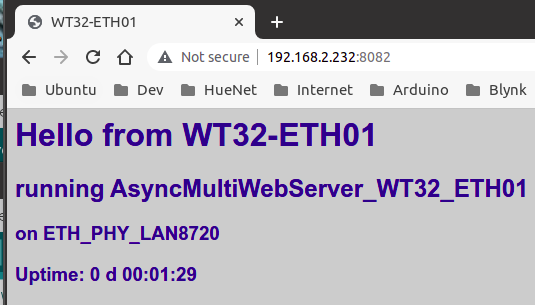 WT32-ETH01
Not secure | 192.168.2.232:8082
Ubuntu Dev HueNet Internet Arduino Blynk
Hello from WT32-ETH01
running AsyncMultiWebServer_WT32_ETH01
on ETH_PHY_LAN8720
Uptime: 0 d 00:01:29